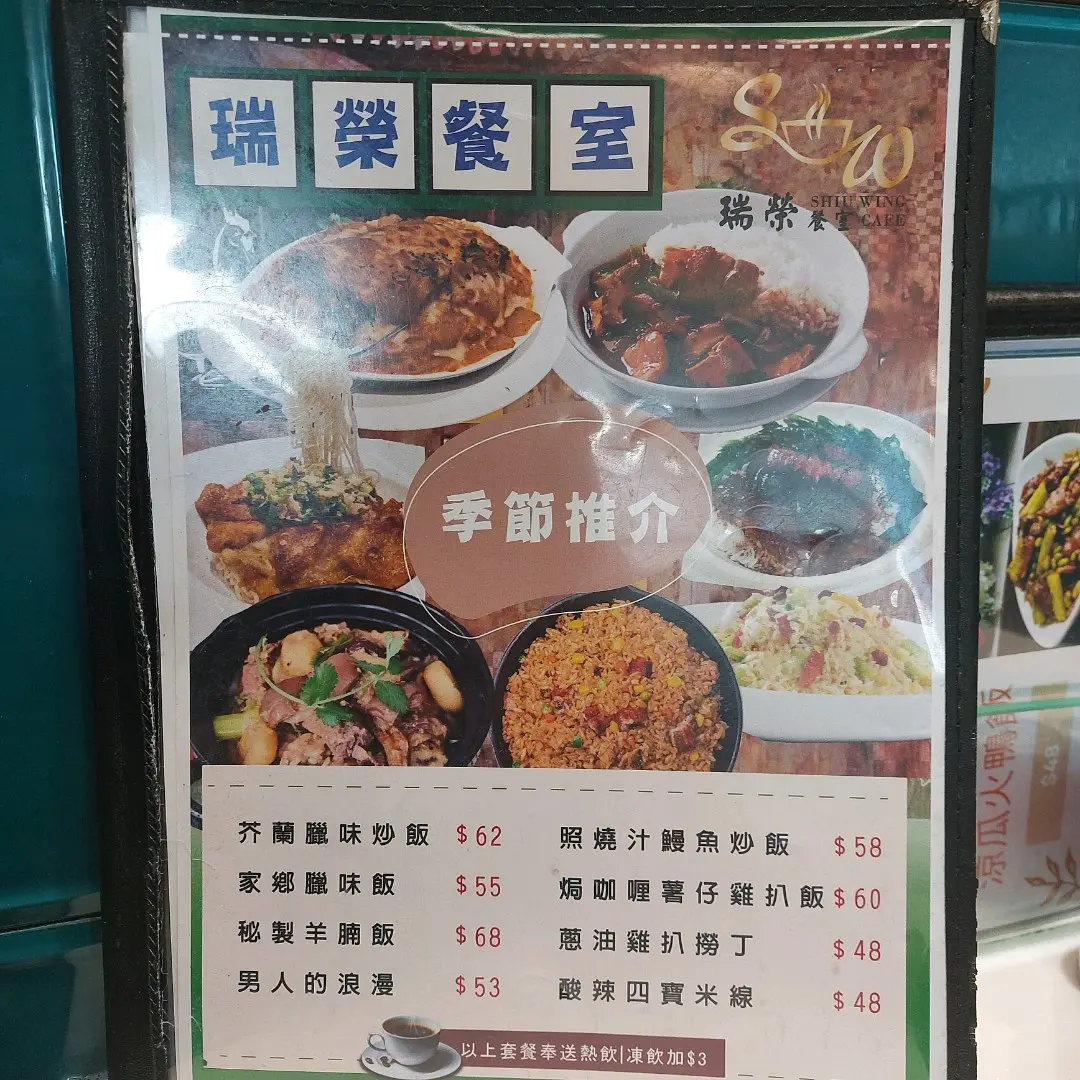 瑞榮餐室
SW
瑞榮餐室 SHIU WING CAFE
季節推介
芥蘭臘味炒飯 $62
家鄉臘味飯 $55
秘製羊腩飯 $68
男人的浪漫 $53
照燒汁鰻魚炒飯 $58
焗咖喱薯仔雞扒飯 $60
蔥油雞扒撈丁 $48
酸辣四寶米線 $48
以上套餐奉送熱飲|凍飲加$3
涼瓜火鴨飯
$48